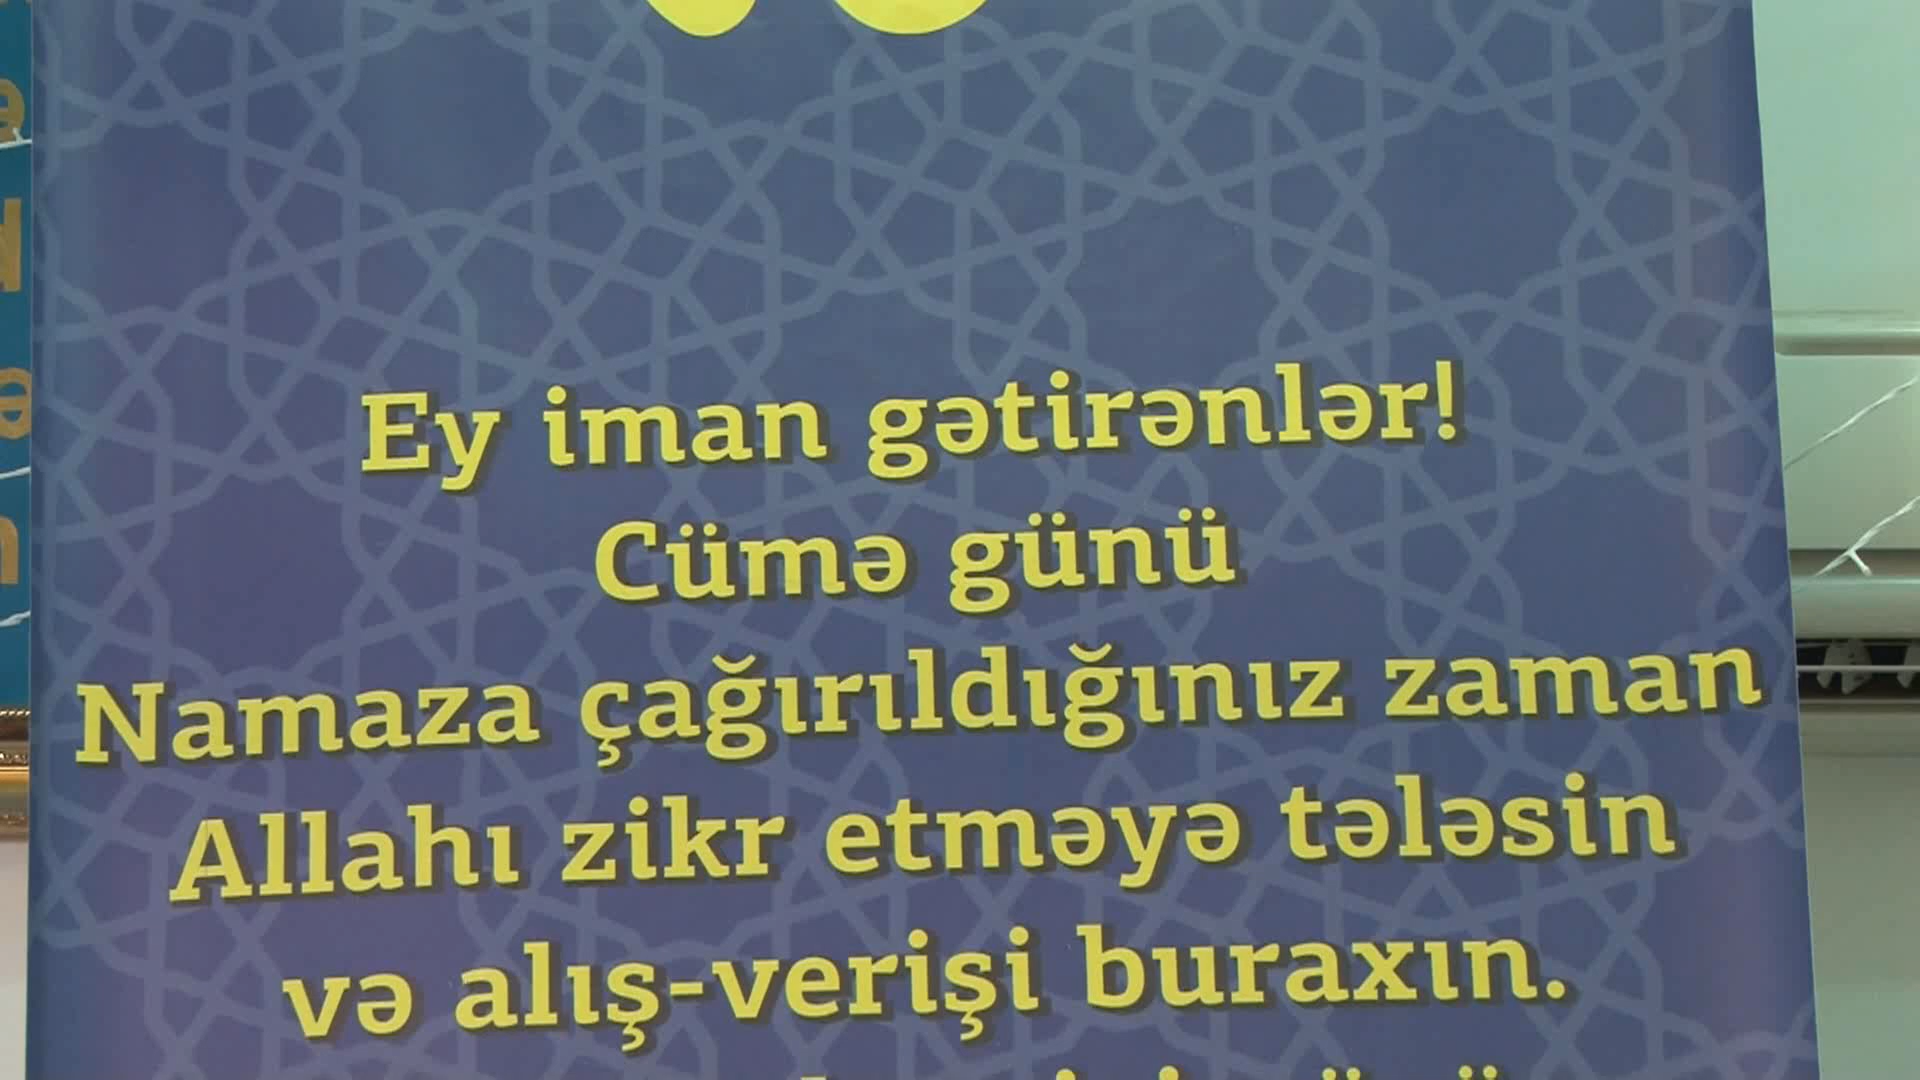 Ey iman gətirənlər!
Cümə günü
Namaza çağırıldığınız zaman
Allahı zikr etməyə tələsin
və alış-verişi buraxın.